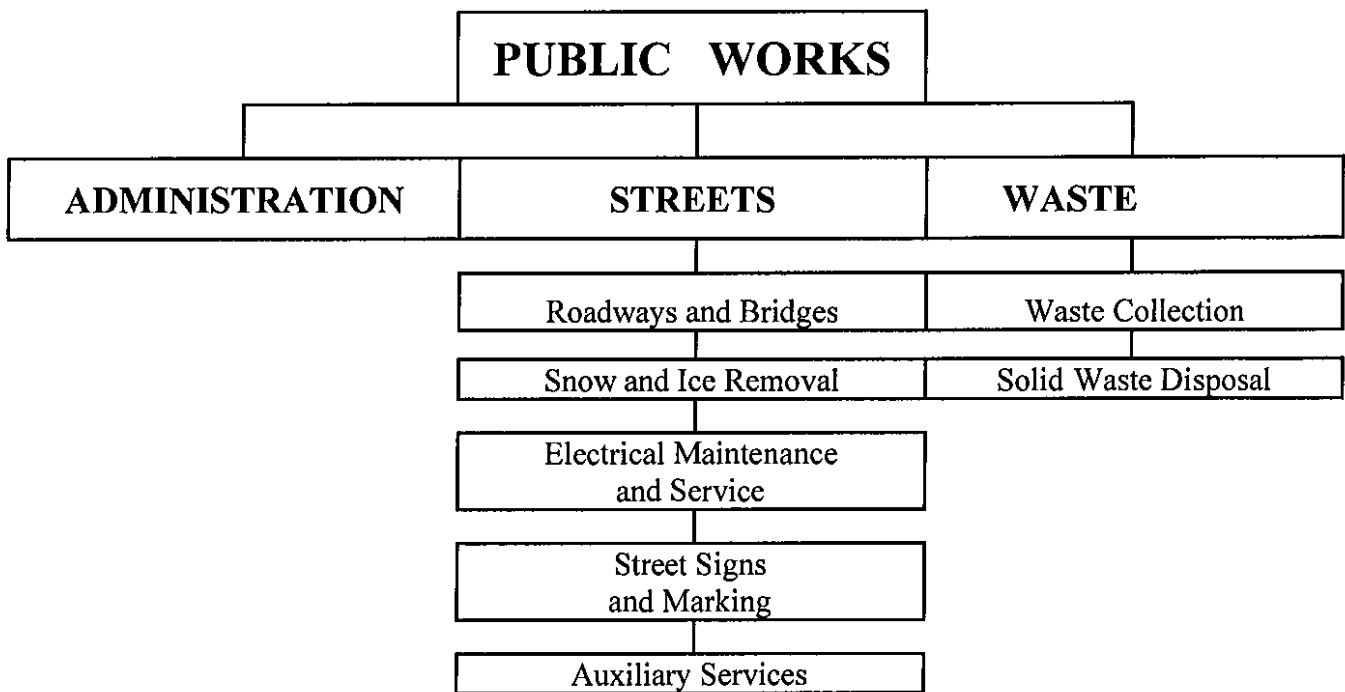 PUBLIC WORKS
ADMINISTRATION
STREETS
WASTE
Roadways and Bridges
Waste Collection
Snow and Ice Removal
Solid Waste Disposal
Electrical Maintenance
and Service
Street Signs
and Marking
Auxiliary Services